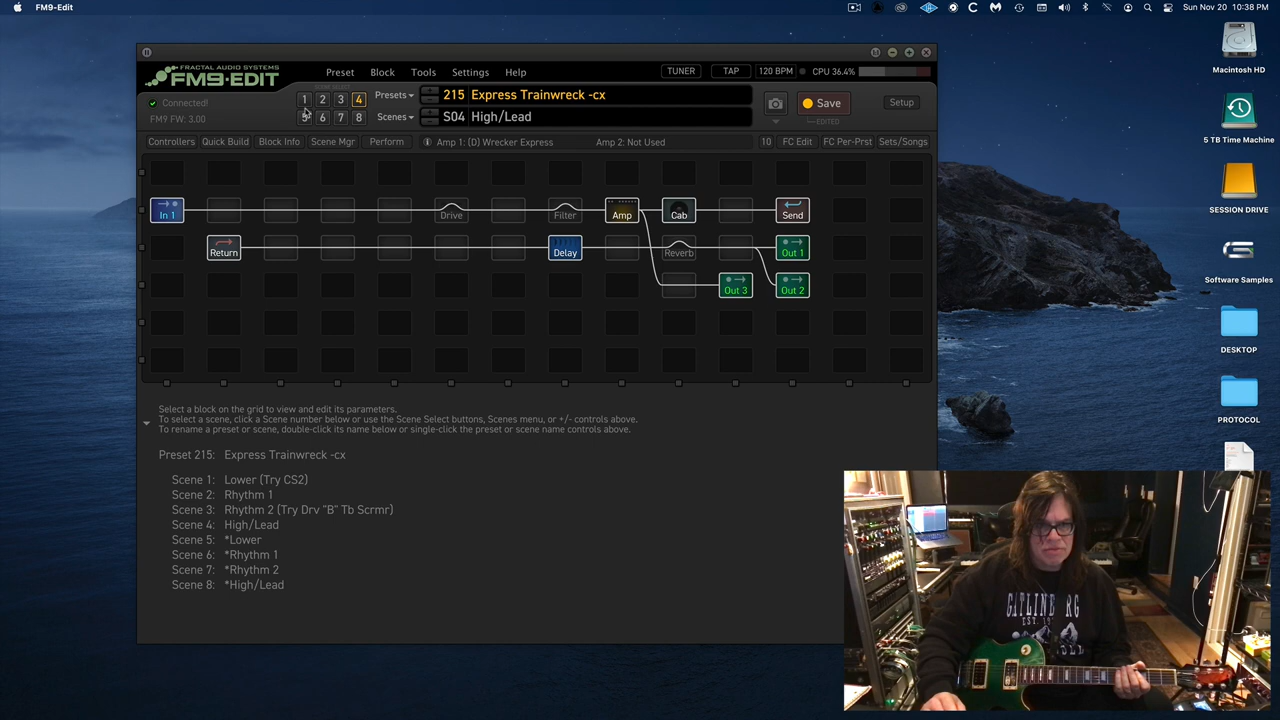 FM9-Edit
Sun Nov 20 10:38 PM
FRACTAL AUDIO SYSTEMS
FM9-EDIT
Preset Block Tools Settings Help
TUNER TAP 120 BPM CPU 36.4%
Connected!
FM9 FW: 3.00
SCENE SELECT
1 2 3 4
5 6 7 8
Presets 215 Express Trainwreck -cx
Scenes S04 High/Lead
Save
EDITED
Setup
Controllers Quick Build Block Info Scene Mgr Perform Amp 1: (D) Wrecker Express Amp 2: Not Used 10 FC Edit FC Per-Prst Sets/Songs
In 1 Drive Filter Amp Cab Send
Return Delay Reverb Out 1
Out 3 Out 2
Select a block on the grid to view and edit its parameters.
To select a scene, click a Scene number below or use the Scene Select buttons, Scenes menu, or +/- controls above.
To rename a preset or scene, double-click its name below or single-click the preset or scene name controls above.
Preset 215: Express Trainwreck -cx
Scene 1: Lower (Try CS2)
Scene 2: Rhythm 1
Scene 3: Rhythm 2 (Try Drv "B" Tb Scrmr)
Scene 4: High/Lead
Scene 5: *Lower
Scene 6: *Rhythm 1
Scene 7: *Rhythm 2
Scene 8: *High/Lead
Macintosh HD
5 TB Time Machine
SESSION DRIVE
Software Samples
DESKTOP
PROTOCOL